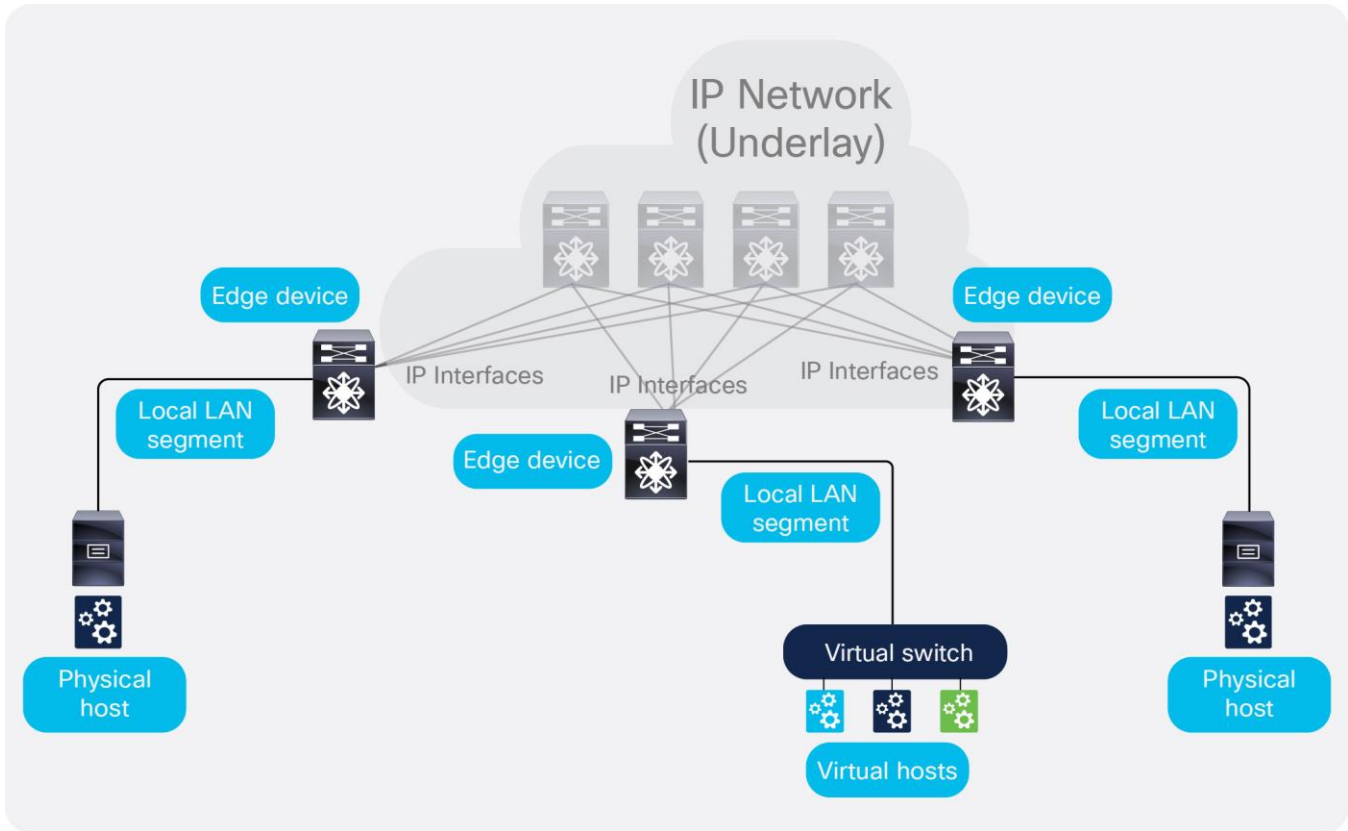 IP Network
(Underlay)
Edge device
Edge device
IP Interfaces
IP Interfaces
IP Interfaces
Local LAN
segment
Edge device
Local LAN
segment
Local LAN
segment
Virtual switch
Physical
host
Virtual hosts
Physical
host